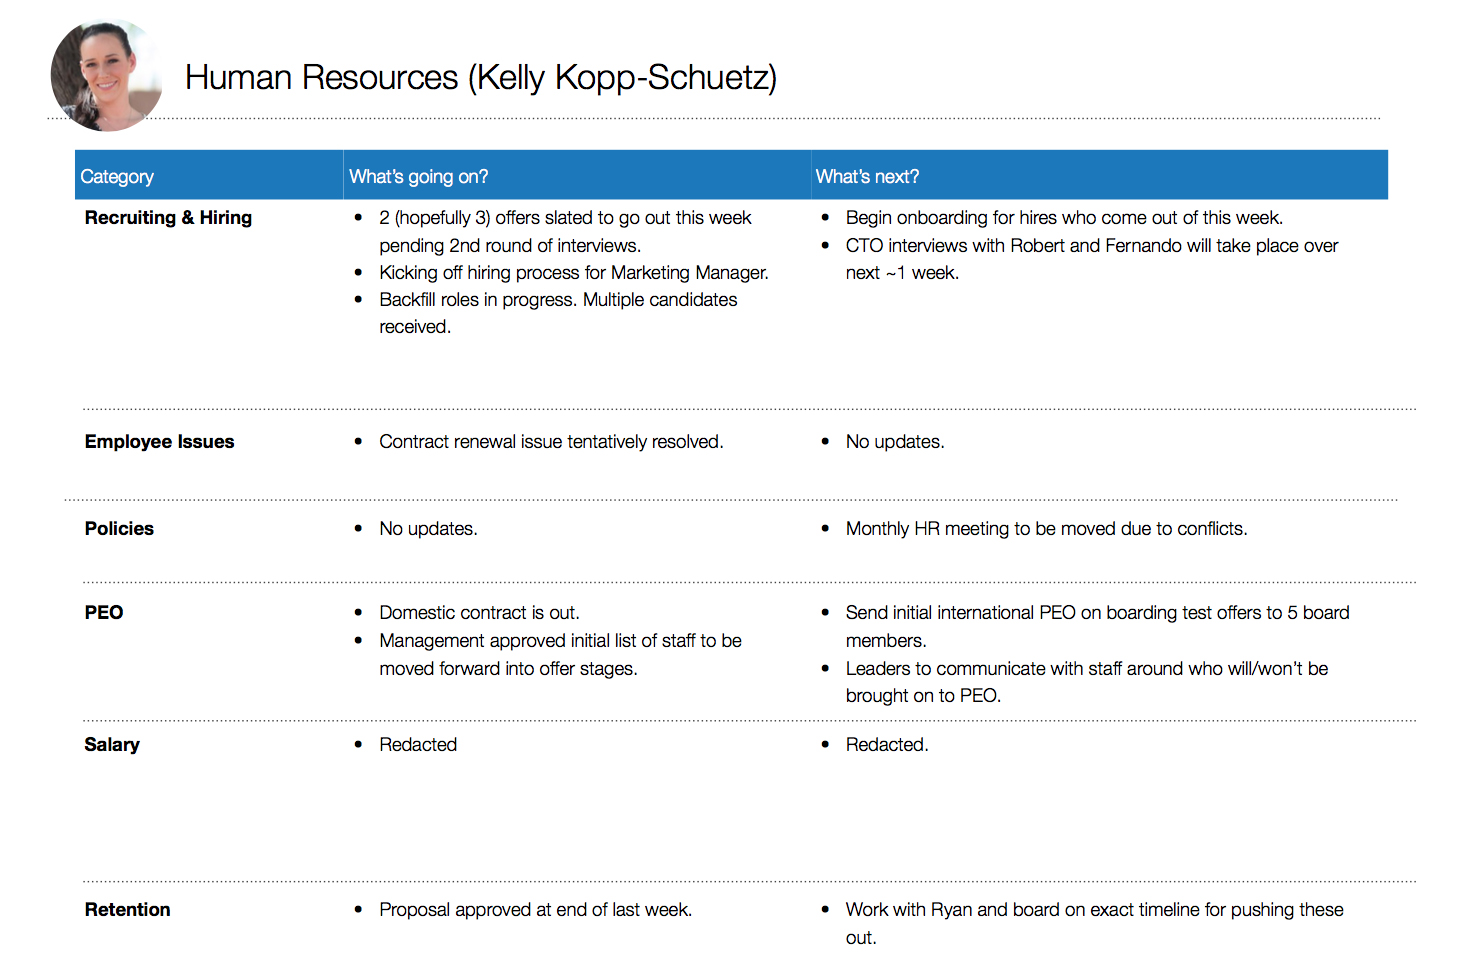 Human Resources (Kelly Kopp-Schuetz)
Category What's going on? What's next?
Recruiting & Hiring
• 2 (hopefully 3) offers slated to go out this week
pending 2nd round of interviews.
• Kicking off hiring process for Marketing Manager.
• Backfill roles in progress. Multiple candidates
received.
• Begin onboarding for hires who come out of this week.
• CTO interviews with Robert and Fernando will take place over
next ~1 week.
Employee Issues
• Contract renewal issue tentatively resolved.
• No updates.
Policies
• No updates.
• Monthly HR meeting to be moved due to conflicts.
PEO
• Domestic contract is out.
• Management approved initial list of staff to be
moved forward into offer stages.
• Send initial international PEO on boarding test offers to 5 board
members.
• Leaders to communicate with staff around who will/won't be
brought on to PEO.
Salary
• Redacted
• Redacted.
Retention
• Proposal approved at end of last week.
• Work with Ryan and board on exact timeline for pushing these
out.